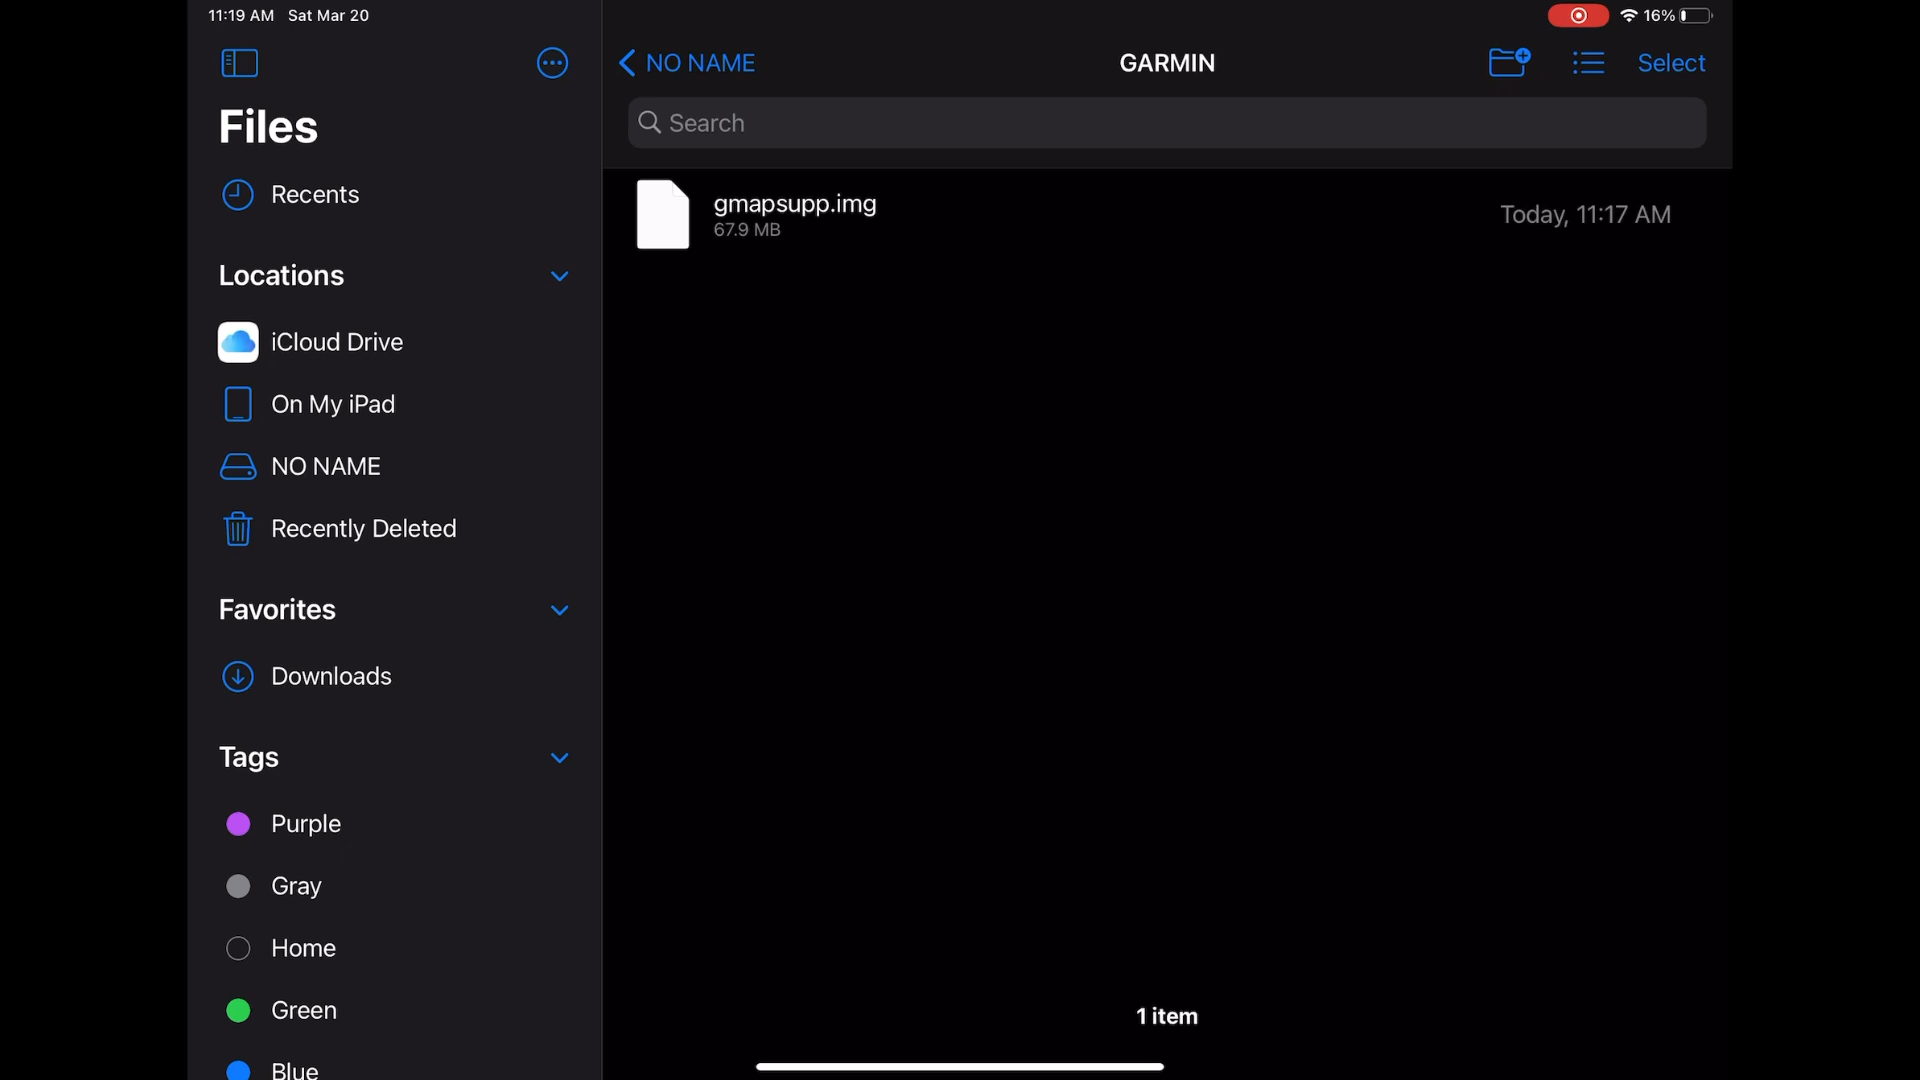 11:19 AM Sat Mar 20
16%
Files
Recents
Locations
iCloud Drive
On My iPad
NO NAME
Recently Deleted
Favorites
Downloads
Tags
Purple
Gray
Home
Green
Blue
NO NAME
GARMIN
Select
Search
gmapsupp.img
67.9 MB
Today, 11:17 AM
1 item